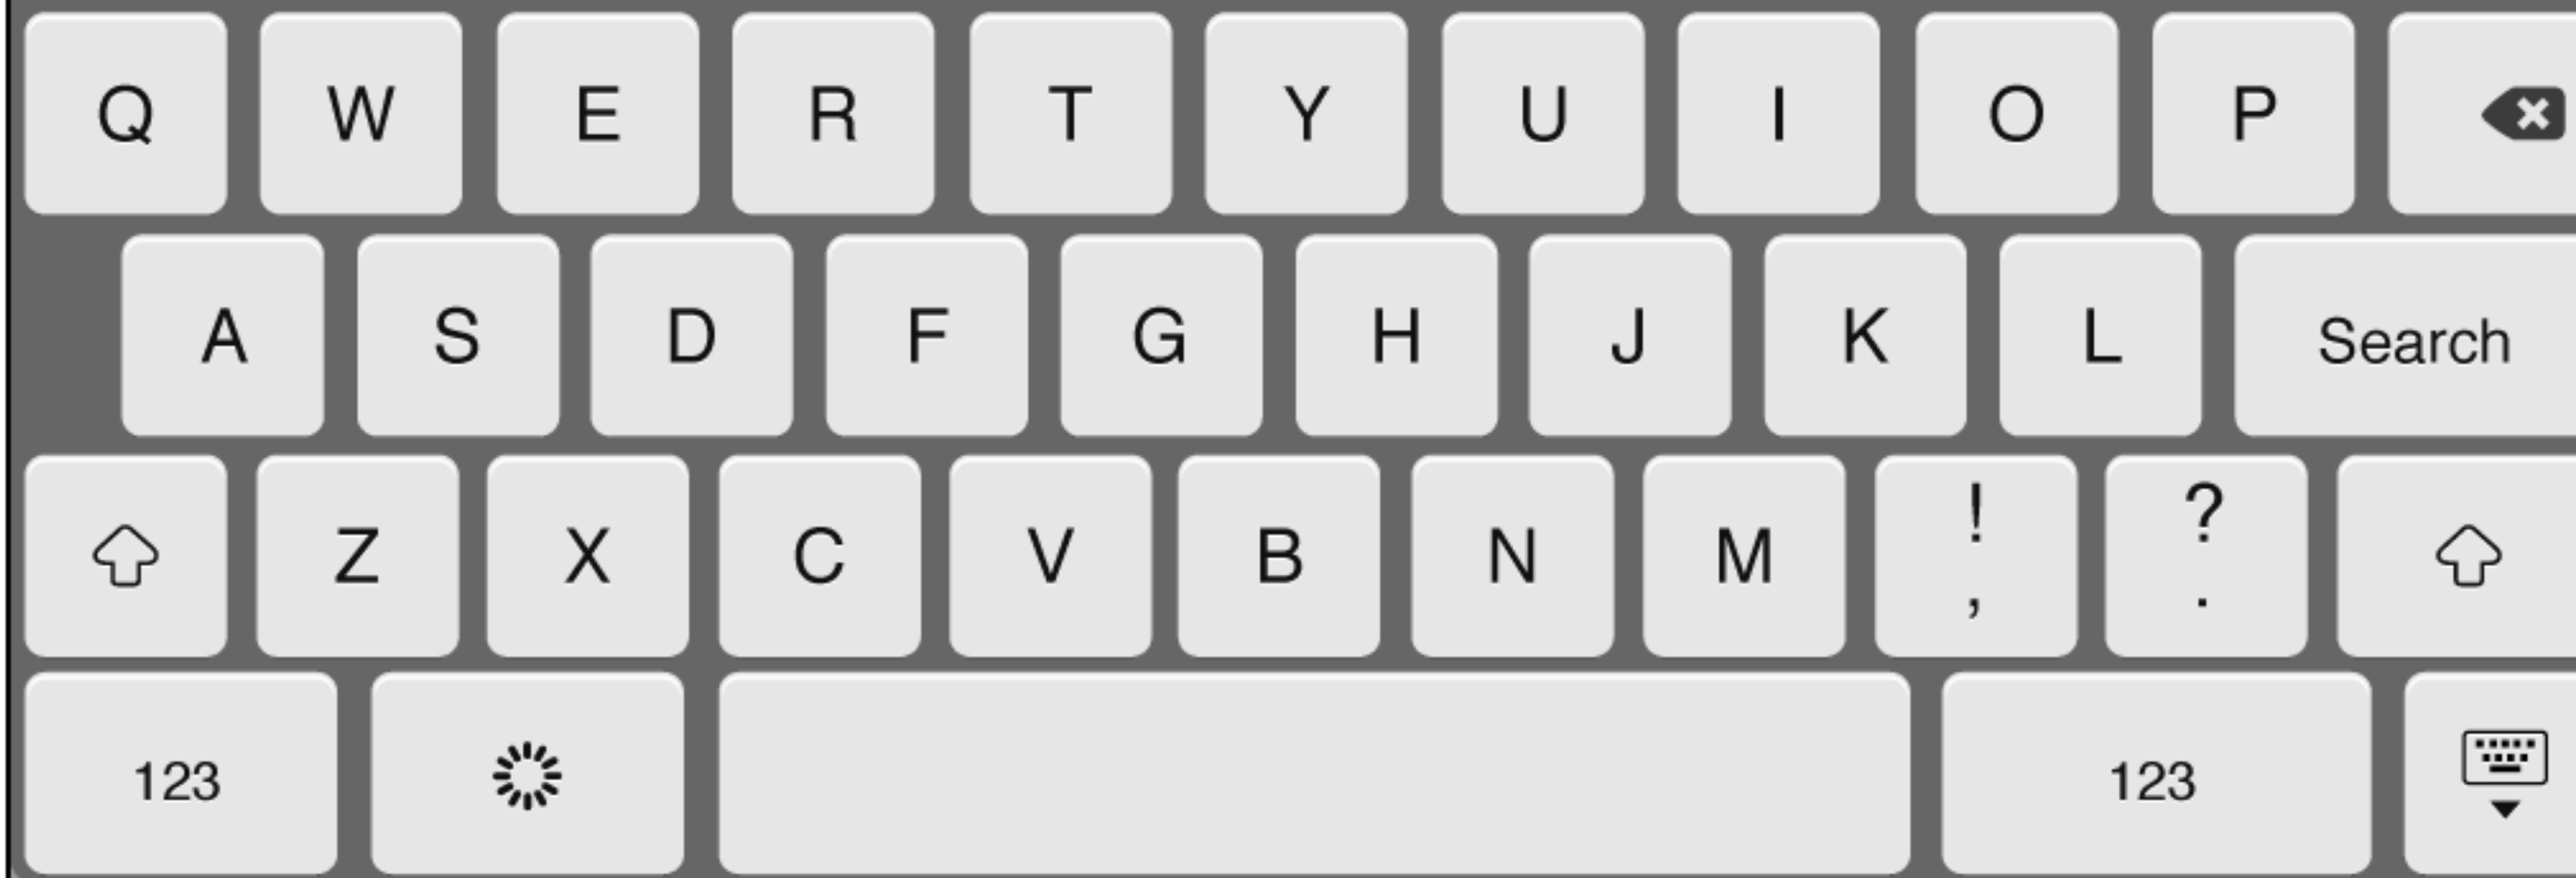 Q W E R T Y U I O P
A S D F G H J K L Search
Z X C V B N M ! , ? .
123 123